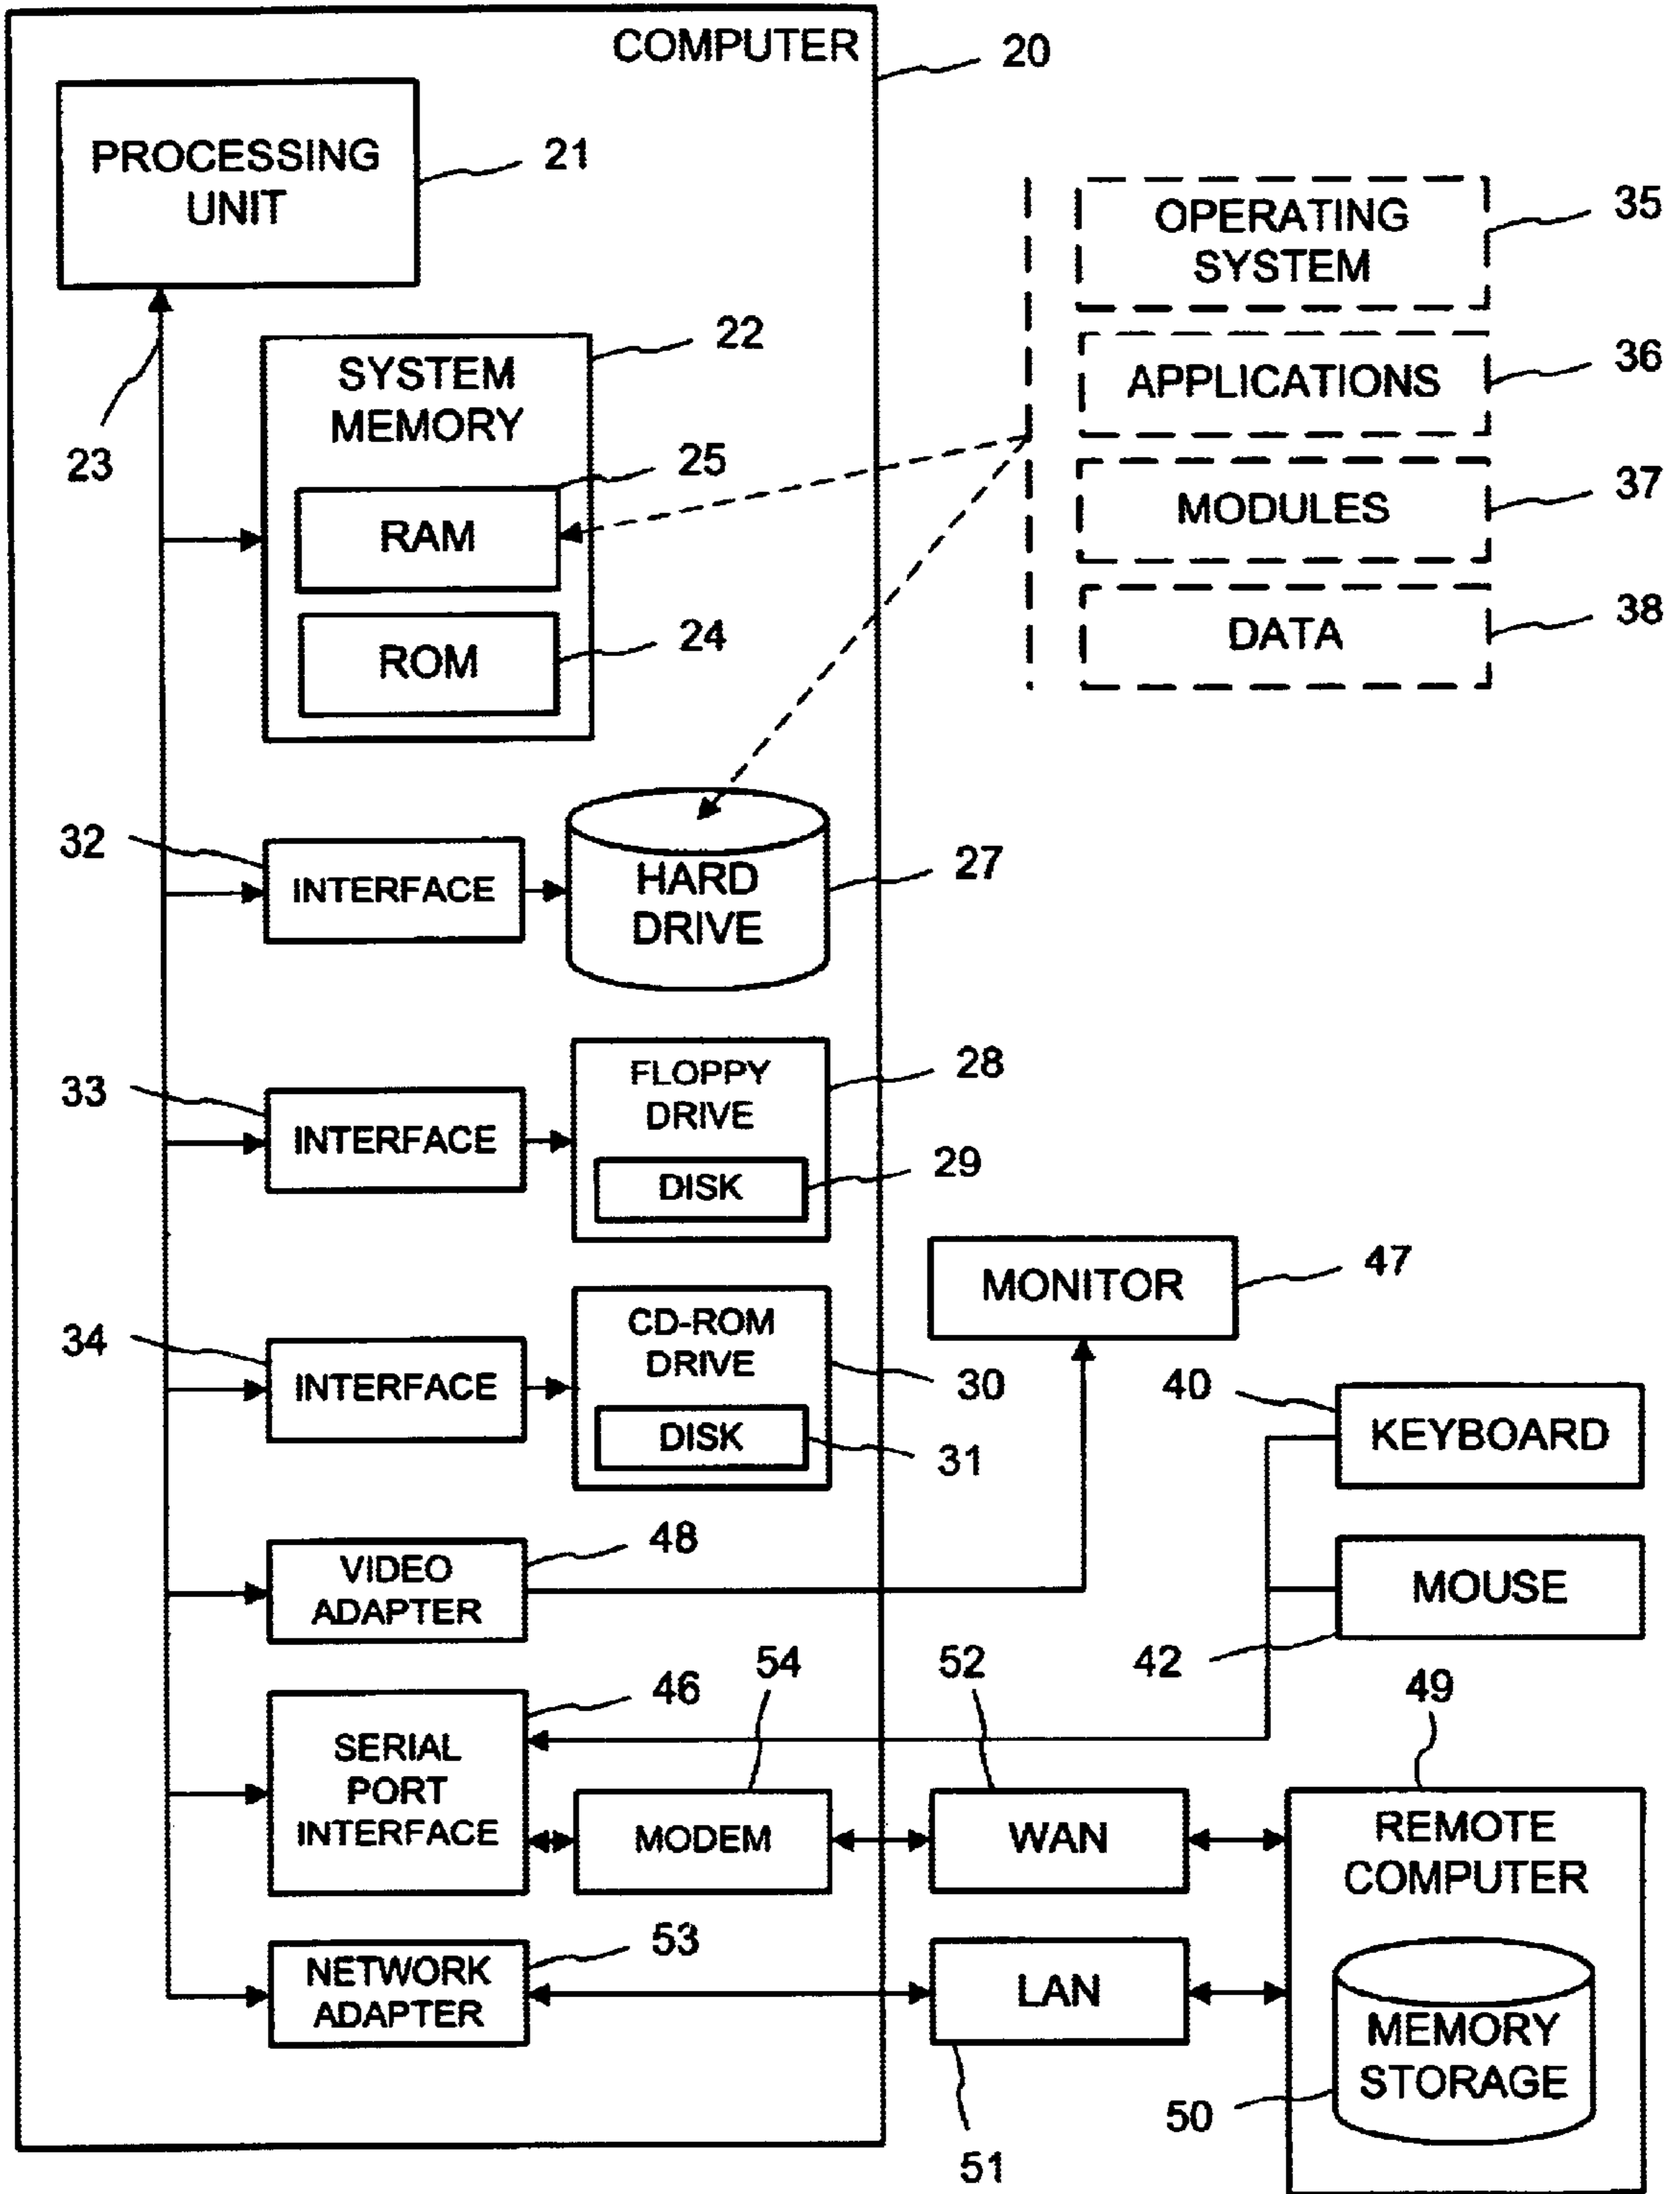 COMPUTER
20
PROCESSING
UNIT
21
23
SYSTEM
MEMORY
22
RAM
25
ROM
24
OPERATING
SYSTEM
35
APPLICATIONS
36
MODULES
37
DATA
38
32
INTERFACE
HARD
DRIVE
27
33
INTERFACE
FLOPPY
DRIVE
28
DISK
29
34
INTERFACE
CD-ROM
DRIVE
30
DISK
31
MONITOR
47
40
KEYBOARD
MOUSE
42
VIDEO
ADAPTER
48
SERIAL
PORT
INTERFACE
46
MODEM
54
WAN
52
49
REMOTE
COMPUTER
NETWORK
ADAPTER
53
LAN
51
MEMORY
STORAGE
50